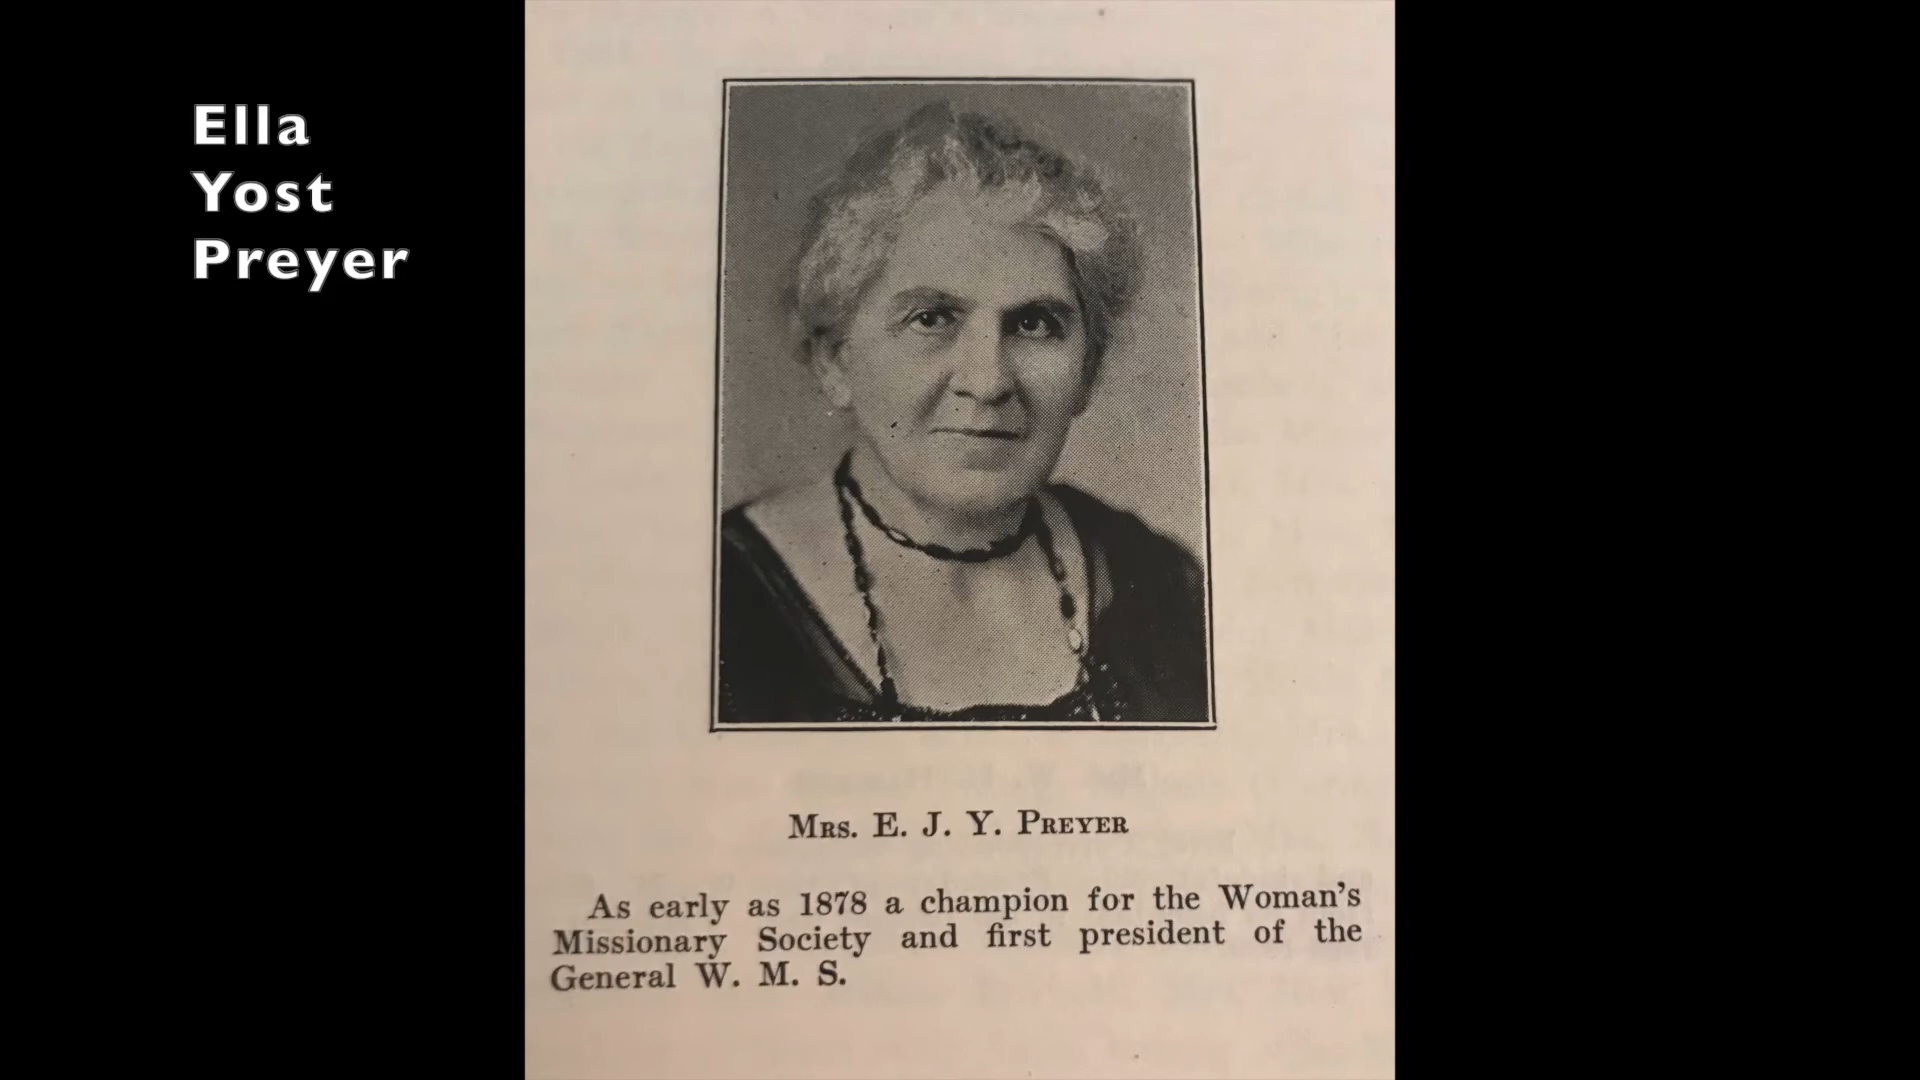 Ella
Yost
Preyer
Mrs. E. J. Y. Preyer
As early as 1878 a champion for the Woman's
Missionary Society and first president of the
General W. M. S.